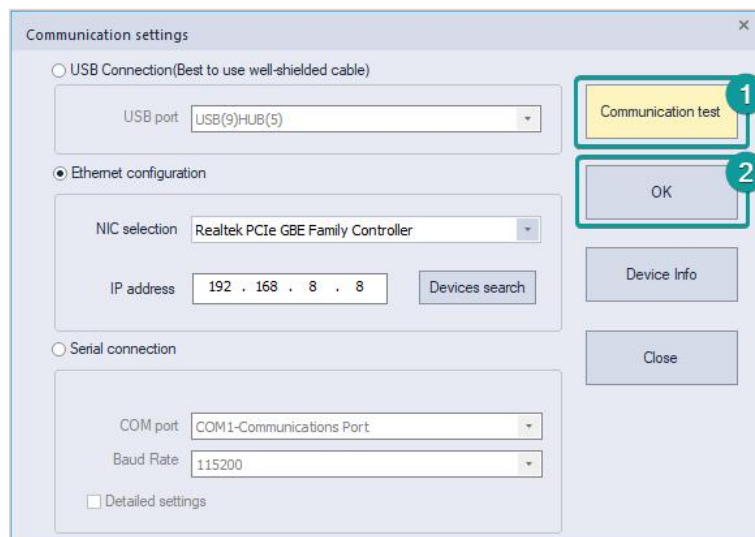 Communication settings
×
USB Connection(Best to use well-shielded cable)
USB port
USB(9)HUB(5)
Communication test
1
Ethernet configuration
OK
2
NIC selection
Realtek PCIe GBE Family Controller
IP address
192 . 168 . 8 . 8
Devices search
Device Info
Serial connection
Close
COM port
COM1-Communications Port
Baud Rate
115200
Detailed settings